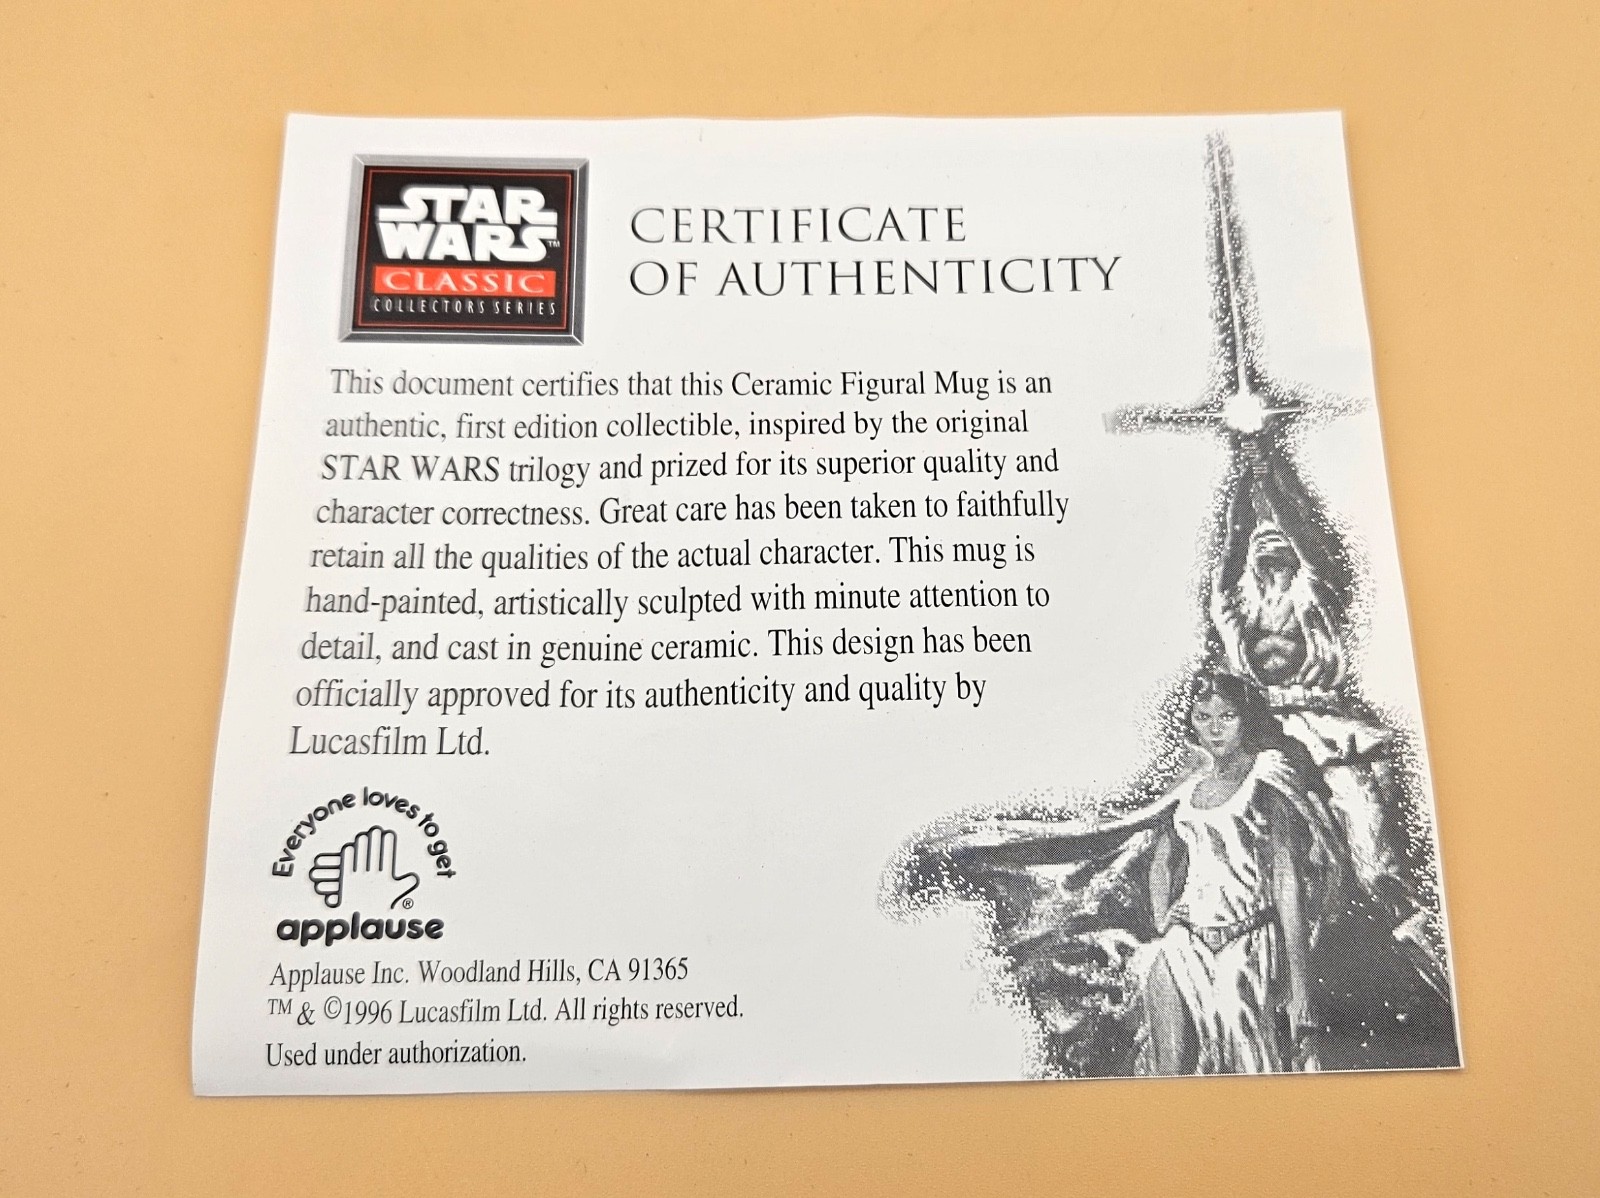 STAR
WARS™
CLASSIC
COLLECTORS SERIES
CERTIFICATE
OF AUTHENTICITY
This document certifies that this Ceramic Figural Mug is an
authentic, first edition collectible, inspired by the original
STAR WARS trilogy and prized for its superior quality and
character correctness. Great care has been taken to faithfully
retain all the qualities of the actual character. This mug is
hand-painted, artistically sculpted with minute attention to
detail, and cast in genuine ceramic. This design has been
officially approved for its authenticity and quality by
Lucasfilm Ltd.
Everyone loves to get
®
applause
Applause Inc. Woodland Hills, CA 91365
TM & ©1996 Lucasfilm Ltd. All rights reserved.
Used under authorization.